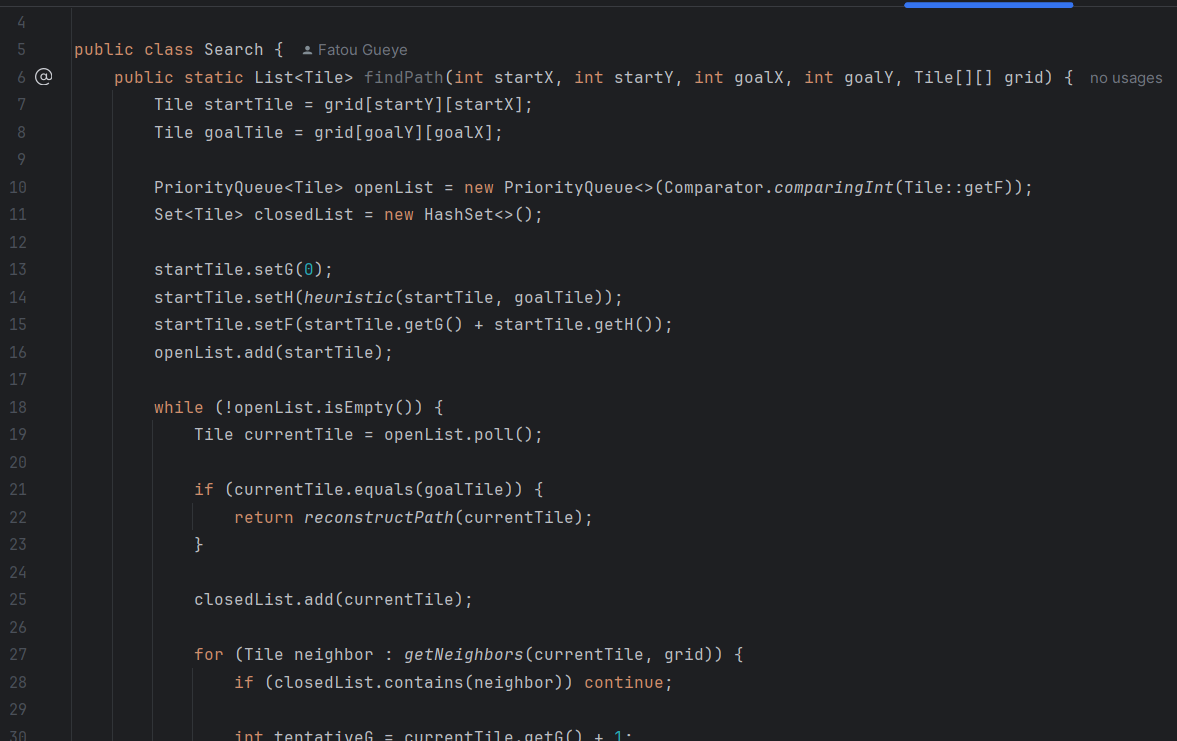 4
5 public class Search { Fatou Gueye
6 @ public static List<Tile> findPath(int startX, int startY, int goalX, int goalY, Tile[][] grid) { no usages
7 Tile startTile = grid[startY][startX];
8 Tile goalTile = grid[goalY][goalX];
9
10 PriorityQueue<Tile> openList = new PriorityQueue<>(Comparator.comparingInt(Tile::getF));
11 Set<Tile> closedList = new HashSet<>();
12
13 startTile.setG(0);
14 startTile.setH(heuristic(startTile, goalTile));
15 startTile.setF(startTile.getG() + startTile.getH());
16 openList.add(startTile);
17
18 while (!openList.isEmpty()) {
19 Tile currentTile = openList.poll();
20
21 if (currentTile.equals(goalTile)) {
22 return reconstructPath(currentTile);
23 }
24
25 closedList.add(currentTile);
26
27 for (Tile neighbor : getNeighbors(currentTile, grid)) {
28 if (closedList.contains(neighbor)) continue;
29
30 int tentativeG = currentTile.getG() + 1;